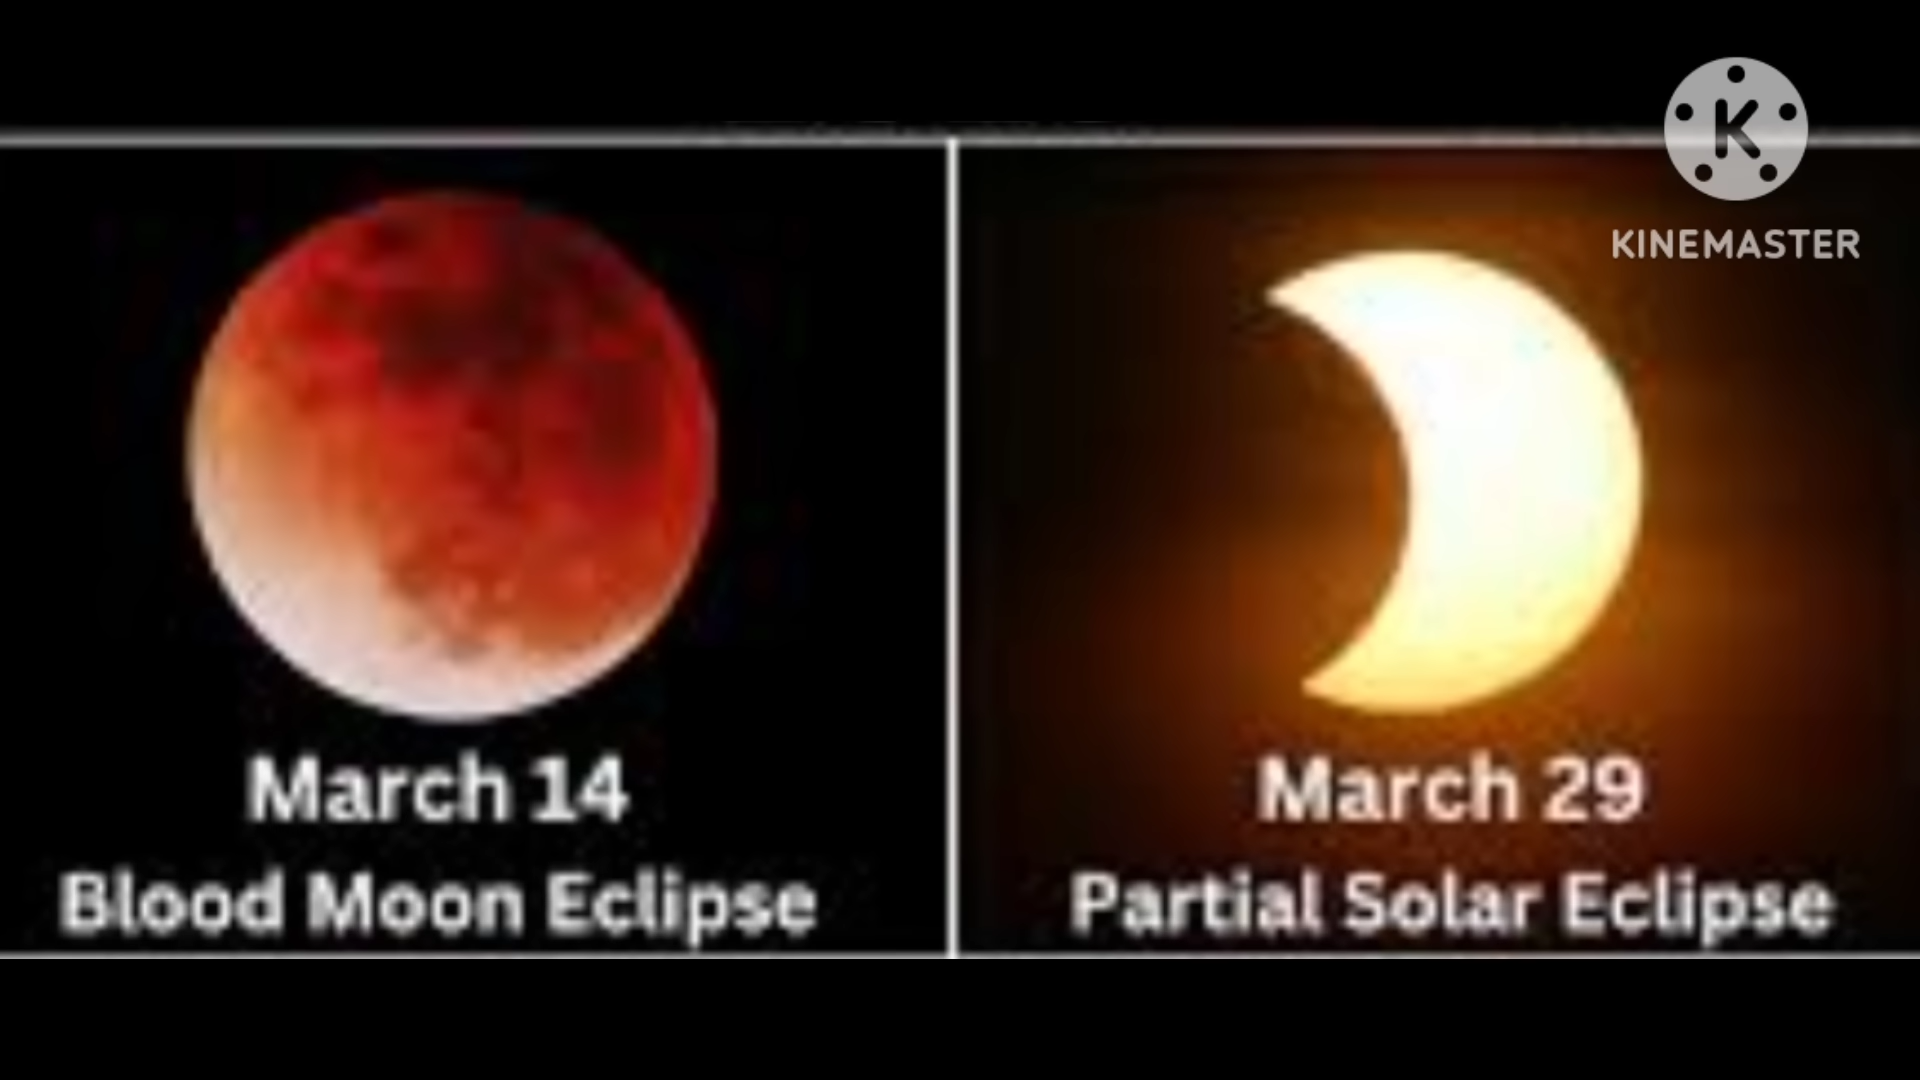 K
KINEMASTER
March 14
Blood Moon Eclipse
March 29
Partial Solar Eclipse